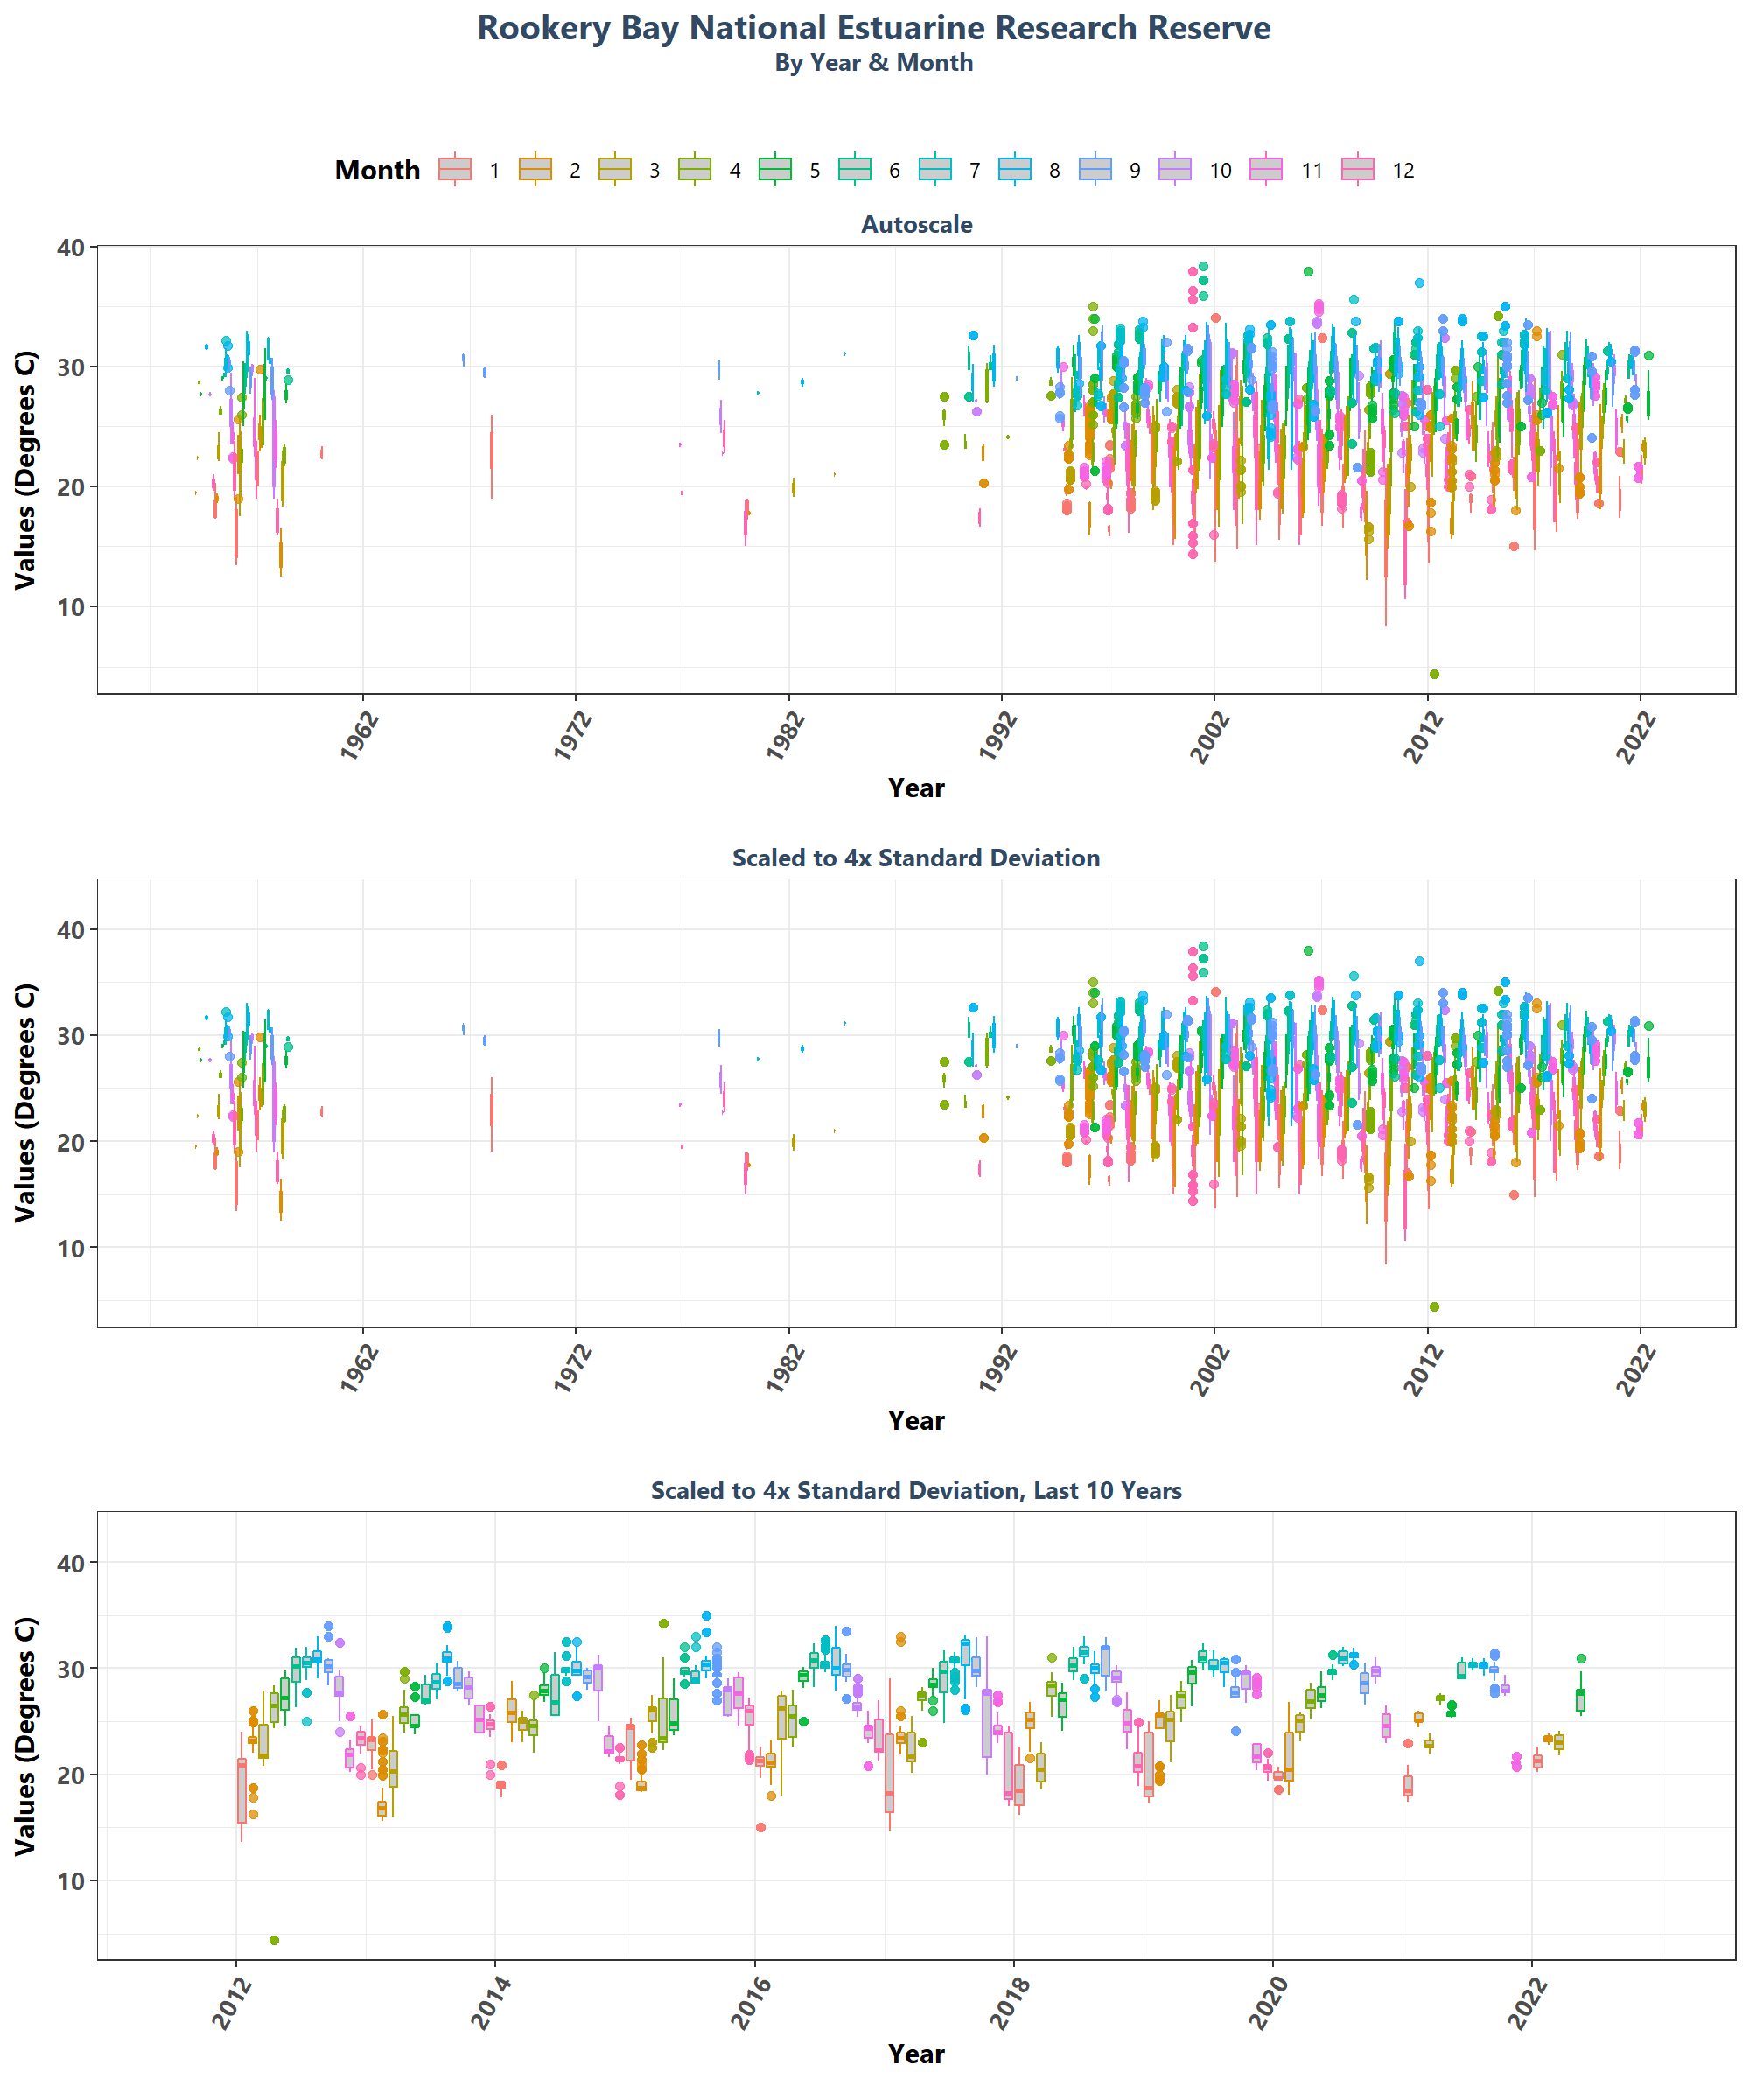 Rookery Bay National Estuarine Research Reserve
By Year & Month
Month 1 2 3 4 5 6 7 8 9 10 11 12
Autoscale
Values (Degrees C)
40
30
20
10
1962 1972 1982 1992 2002 2012 2022
Year
Scaled to 4x Standard Deviation
Values (Degrees C)
40
30
20
10
1962 1972 1982 1992 2002 2012 2022
Year
Scaled to 4x Standard Deviation, Last 10 Years
Values (Degrees C)
40
30
20
10
2012 2014 2016 2018 2020 2022
Year